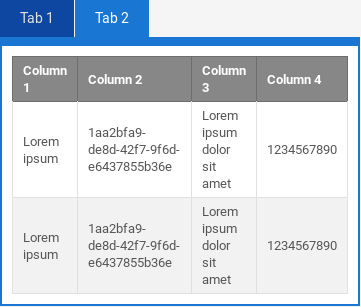 Tab 1 Tab 2
Column 1 Column 2 Column 3 Column 4
Lorem ipsum 1aa2bfa9-de8d-42f7-9f6d-e6437855b36e Lorem ipsum dolor sit amet 1234567890
Lorem ipsum 1aa2bfa9-de8d-42f7-9f6d-e6437855b36e Lorem ipsum dolor sit amet 1234567890